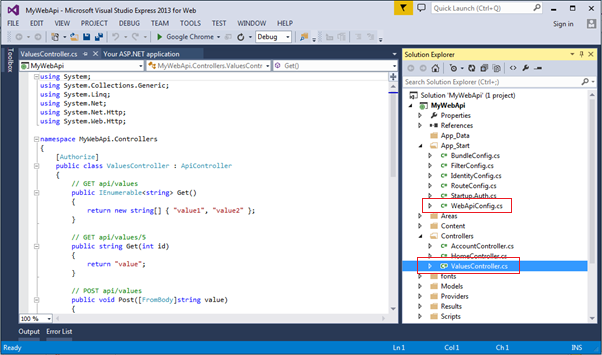 MyWebApi - Microsoft Visual Studio Express 2013 for Web
Quick Launch (Ctrl+Q)
FILE EDIT VIEW PROJECT DEBUG TEAM TOOLS TEST WINDOW HELP
Sign in
Google Chrome
Debug
Toolbox
ValuesController.cs
Your ASP.NET application
MyWebApi
MyWebApi.Controllers.ValuesContr
Get()
using System;
using System.Collections.Generic;
using System.Linq;
using System.Net;
using System.Net.Http;
using System.Web.Http;
namespace MyWebApi.Controllers
{
[Authorize]
public class ValuesController : ApiController
{
// GET api/values
public IEnumerable<string> Get()
{
return new string[] { "value1", "value2" };
}
// GET api/values/5
public string Get(int id)
{
return "value";
}
// POST api/values
public void Post([FromBody]string value)
{
100 %
Solution Explorer
Search Solution Explorer (Ctrl+;)
Solution 'MyWebApi' (1 project)
MyWebApi
Properties
References
App_Data
App_Start
BundleConfig.cs
FilterConfig.cs
IdentityConfig.cs
RouteConfig.cs
Startup.Auth.cs
WebApiConfig.cs
Areas
Content
Controllers
AccountController.cs
HomeController.cs
ValuesController.cs
fonts
Models
Providers
Results
Scripts
Output Error List
Ready
Ln 1 Col 1 Ch 1 INS